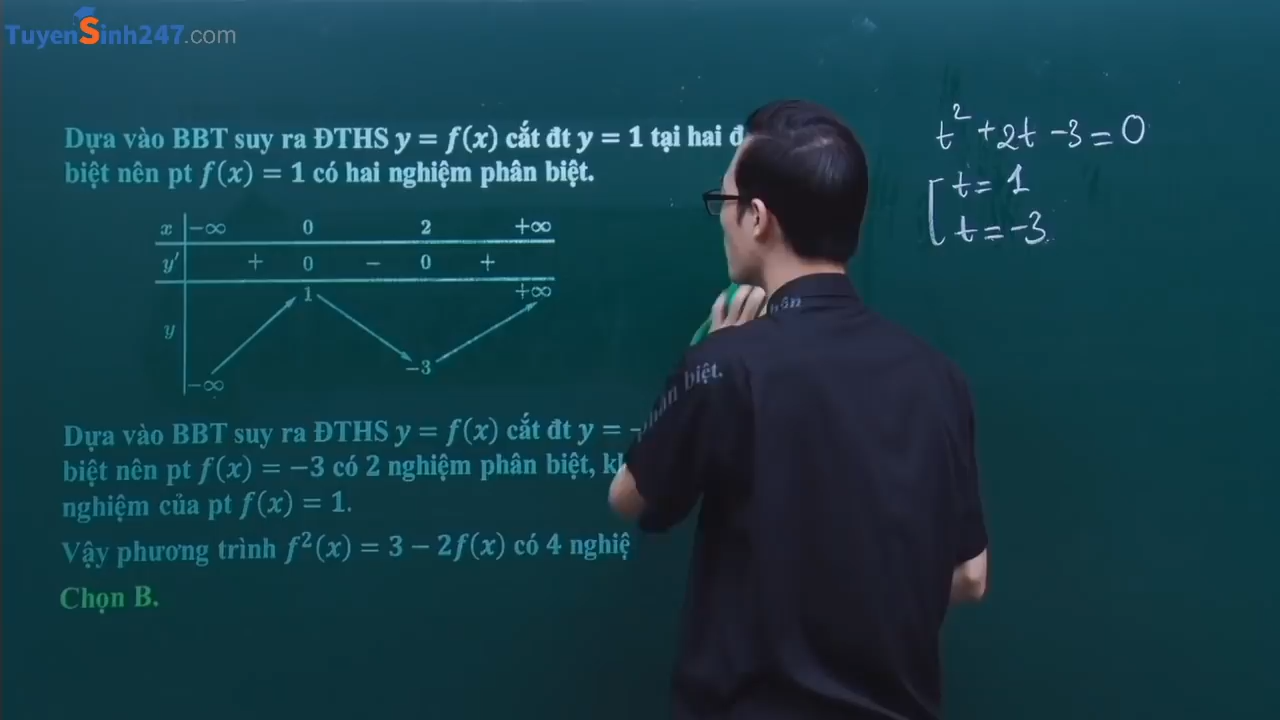 TuyenSinh247.com
Dựa vào BBT suy ra ĐTHS y = f(x) cắt đt y = 1 tại hai
biệt nên pt f(x) = 1 có hai nghiệm phân biệt.
x −∞ 0 2 +∞
y′ + 0 − 0 +
1 +∞
y
−3
−∞
Dựa vào BBT suy ra ĐTHS y = f(x) cắt đt y =
biệt nên pt f(x) = −3 có 2 nghiệm phân biệt,
nghiệm của pt f(x) = 1.
Vậy phương trình f²(x) = 3 − 2f(x) có 4
Chọn B.
biệt.
t² + 2t − 3 = 0
t = 1
t = −3